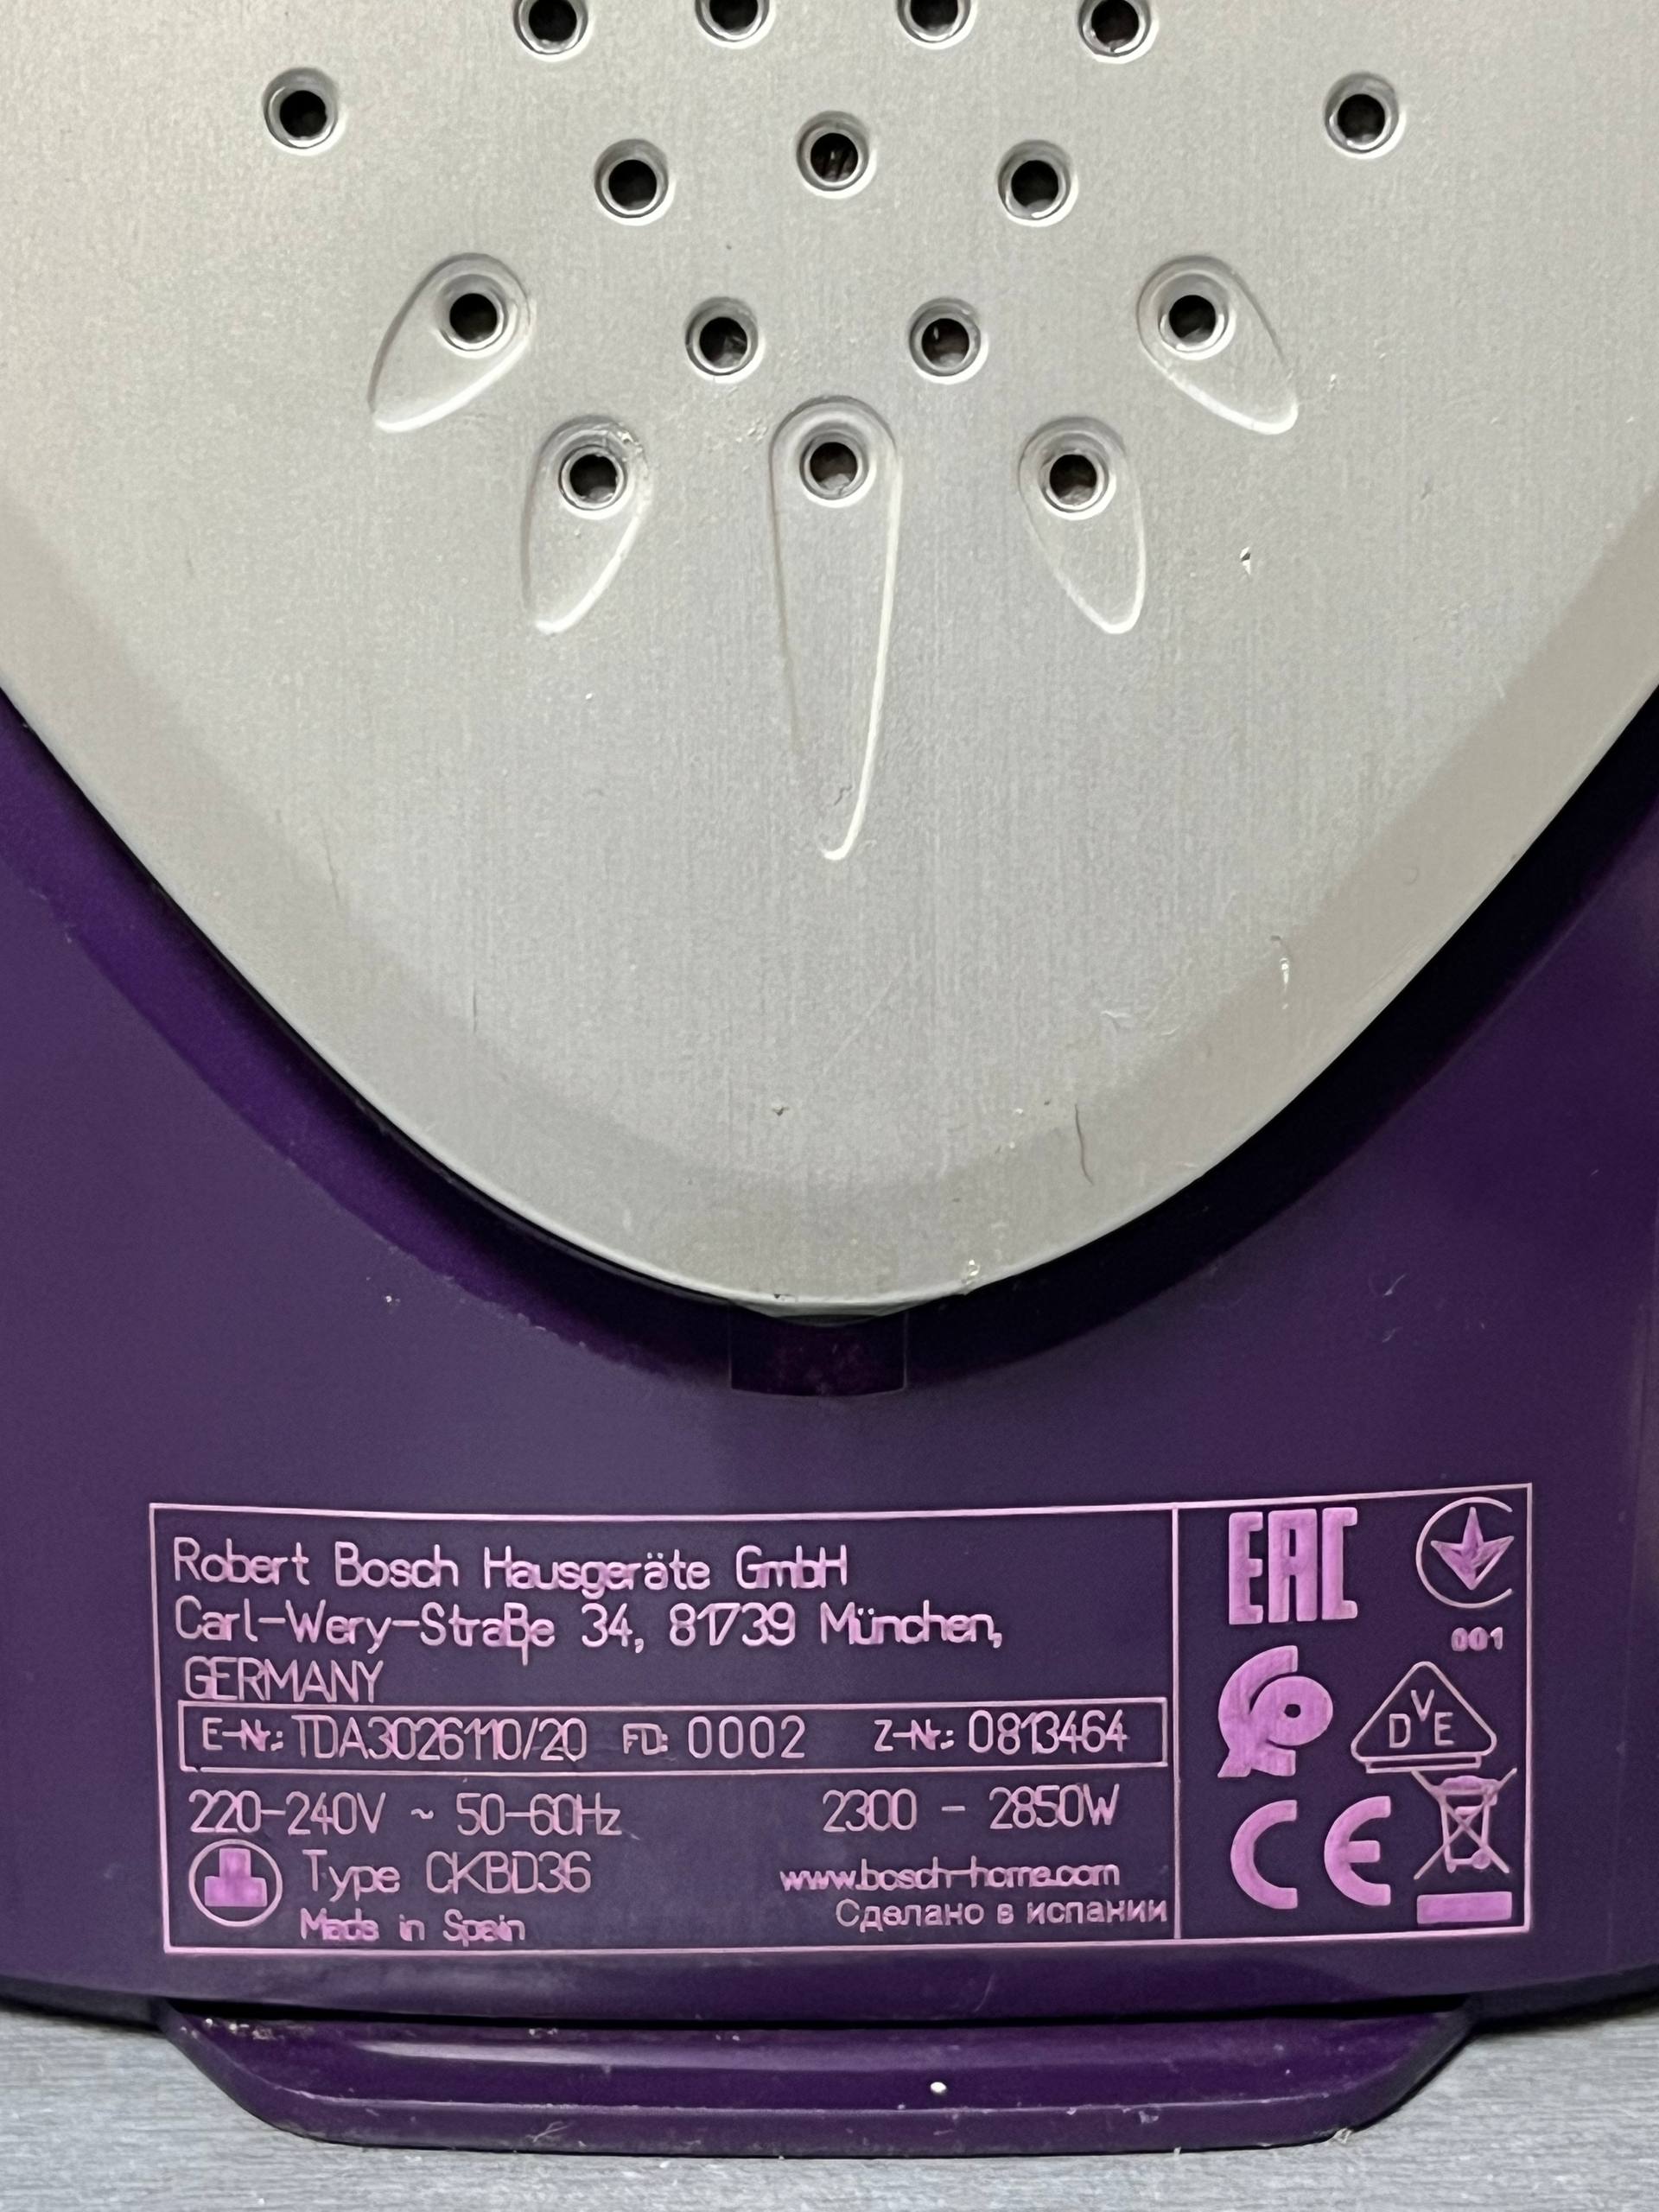 Robert Bosch Hausgeräte GmbH
Carl-Wery-Straße 34, 81739 München,
GERMANY
E-Nr.: TDA3026110/20 FD: 0002 Z-Nr.: 0813464
220-240V ~ 50-60Hz 2300 - 2850W
Type CKBD36 www.bosch-home.com
Made in Spain Сделано в испании
EAC
001
DVE
CE